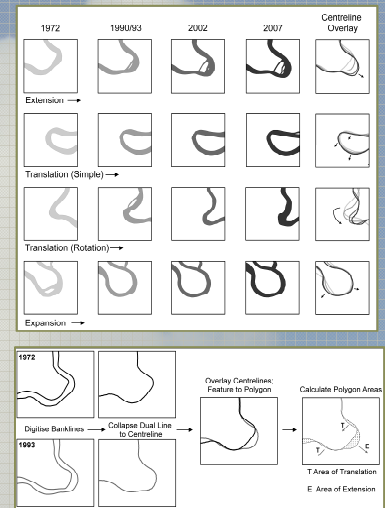 Centreline
1972 1990/93 2002 2007 Overlay
Extension
Translation (Simple)
Translation (Rotation)
Expansion
1972
Overlay Centrelines;
Feature to Polygon
Calculate Polygon Areas
Digitise Banklines
Collapse Dual Line
to Centreline
T
T
E
1993
T Area of Translation
E Area of Extension